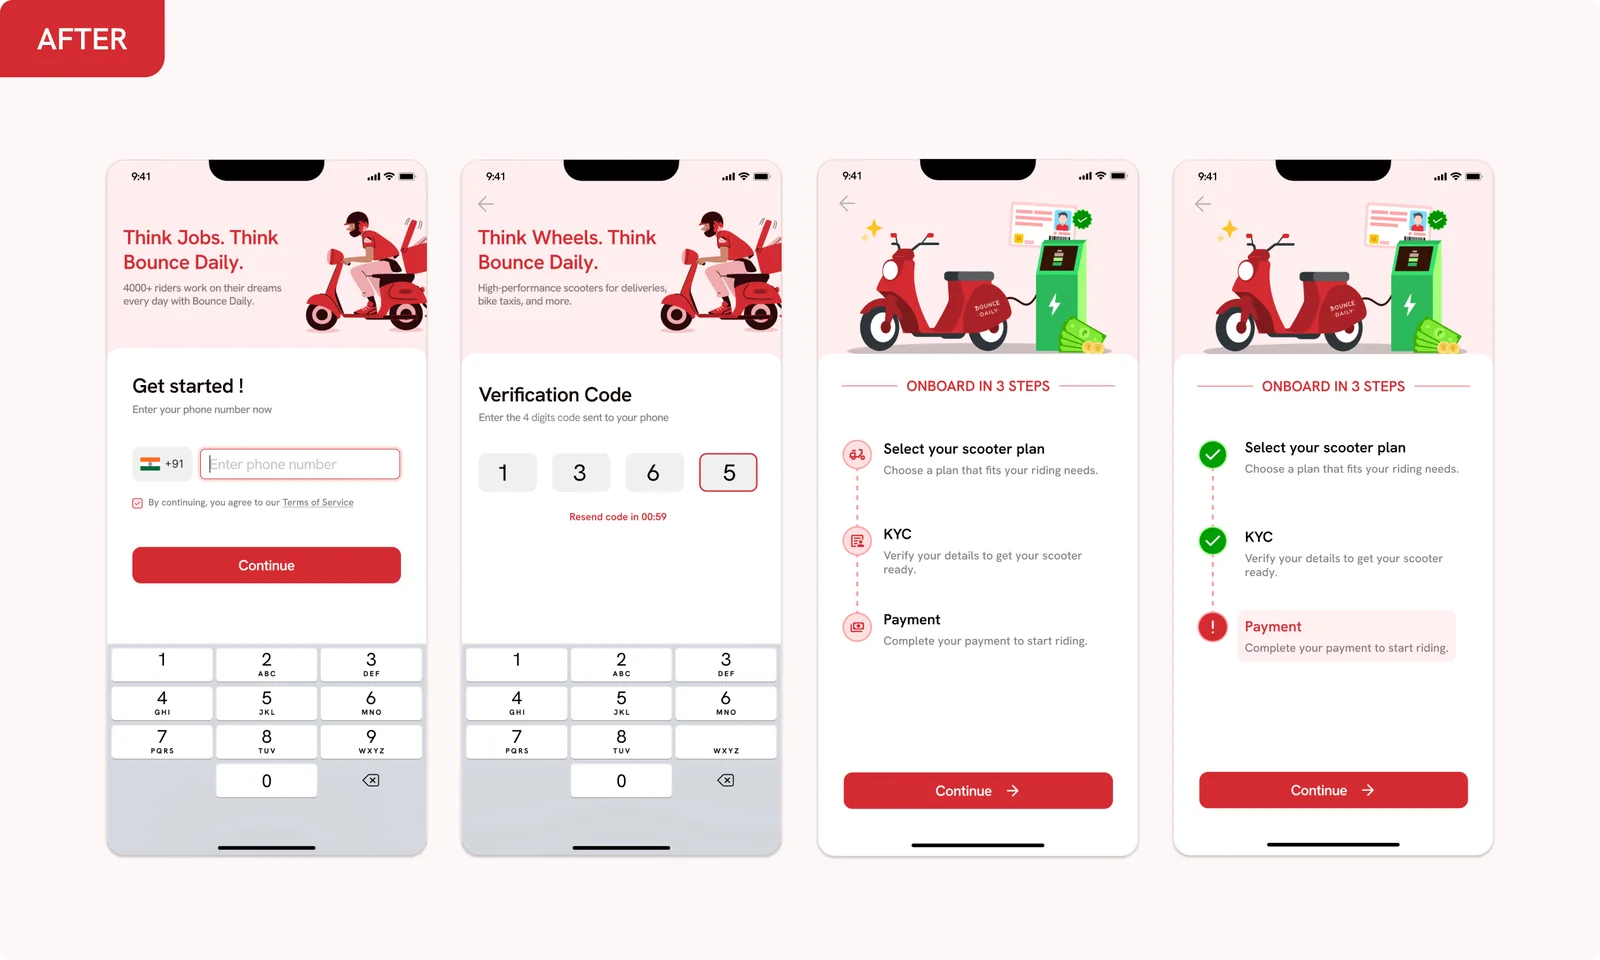 AFTER
9:41
Think Jobs. Think
Bounce Daily.
4000+ riders work on their dreams
every day with Bounce Daily.
Get started !
Enter your phone number now
+91
Enter phone number
By continuing, you agree to our Terms of Service
Continue
1
2
ABC
3
DEF
4
GHI
5
JKL
6
MNO
7
PQRS
8
TUV
9
WXYZ
0
9:41
Think Wheels. Think
Bounce Daily.
High-performance scooters for deliveries,
bike taxis, and more.
Verification Code
Enter the 4 digits code sent to your phone
1 3 6 5
Resend code in 00:59
1
2
ABC
3
DEF
4
GHI
5
JKL
6
MNO
7
PQRS
8
TUV
WXYZ
0
9:41
BOUNCE
DAILY
ONBOARD IN 3 STEPS
Select your scooter plan
Choose a plan that fits your riding needs.
KYC
Verify your details to get your scooter
ready.
Payment
Complete your payment to start riding.
Continue
9:41
BOUNCE
DAILY
ONBOARD IN 3 STEPS
Select your scooter plan
Choose a plan that fits your riding needs.
KYC
Verify your details to get your scooter
ready.
Payment
Complete your payment to start riding.
Continue